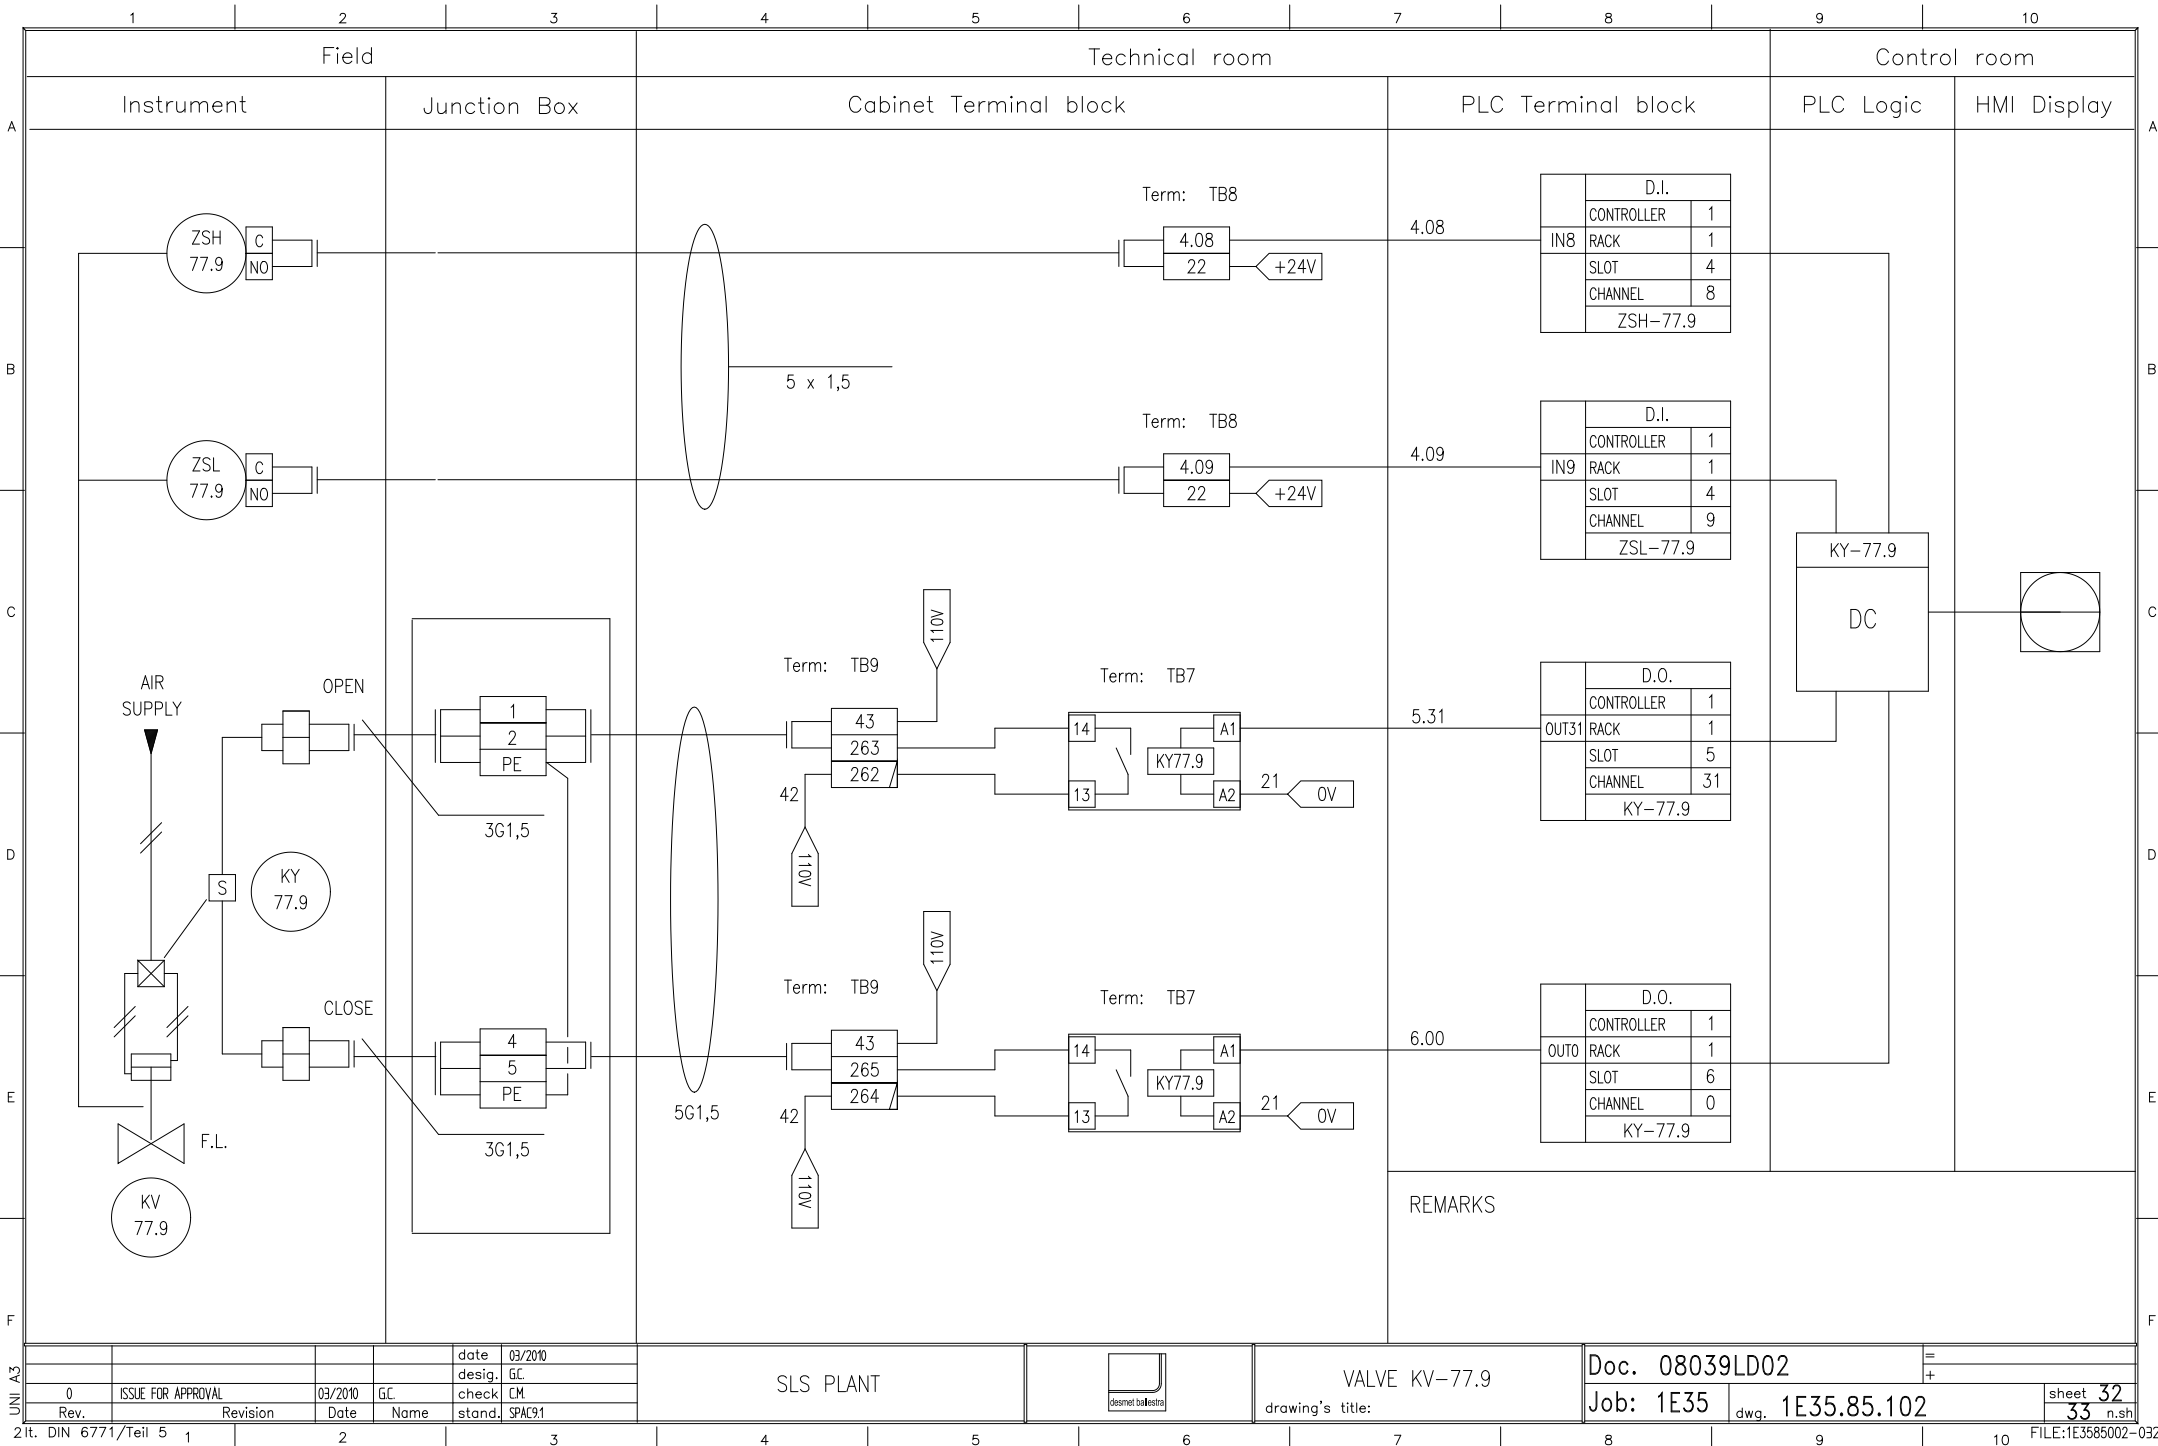 1 2 3 4 5 6 7 8 9 10
Field Technical room Control room
Instrument Junction Box Cabinet Terminal block PLC Terminal block PLC Logic HMI Display
A A
Term: TB8
ZSH
77.9
C
NO
4.08
22
+24V
4.08
IN8
D.I.
CONTROLLER 1
RACK 1
SLOT 4
CHANNEL 8
ZSH-77.9
B B
5 x 1,5
Term: TB8
ZSL
77.9
C
NO
4.09
22
+24V
4.09
IN9
D.I.
CONTROLLER 1
RACK 1
SLOT 4
CHANNEL 9
ZSL-77.9
KY-77.9
DC
C C
AIR
SUPPLY
OPEN
1
2
PE
3G1,5
Term: TB9
110V
43
263
262
42
110V
Term: TB7
14
13
KY77.9
A1
A2
21
0V
5.31
OUT31
D.O.
CONTROLLER 1
RACK 1
SLOT 5
CHANNEL 31
KY-77.9
D D
S
KY
77.9
CLOSE
4
5
PE
3G1,5
5G1,5
Term: TB9
110V
43
265
264
42
110V
Term: TB7
14
13
KY77.9
A1
A2
21
0V
6.00
OUT0
D.O.
CONTROLLER 1
RACK 1
SLOT 6
CHANNEL 0
KY-77.9
E E
F.L.
KV
77.9
REMARKS
F F
UNI A3
date 03/2010
desig. G.C.
0 ISSUE FOR APPROVAL 03/2010 G.C. check C.M.
Rev. Revision Date Name stand. SPAC9.1
SLS PLANT
desmet ballestra
VALVE KV-77.9
drawing's title:
Doc. 08039LD02
=
+
Job: 1E35
dwg. 1E35.85.102
sheet 32
33 n.sh
2lt. DIN 6771/Teil 5
1 2 3 4 5 6 7 8 9 10
FILE:1E3585002-032